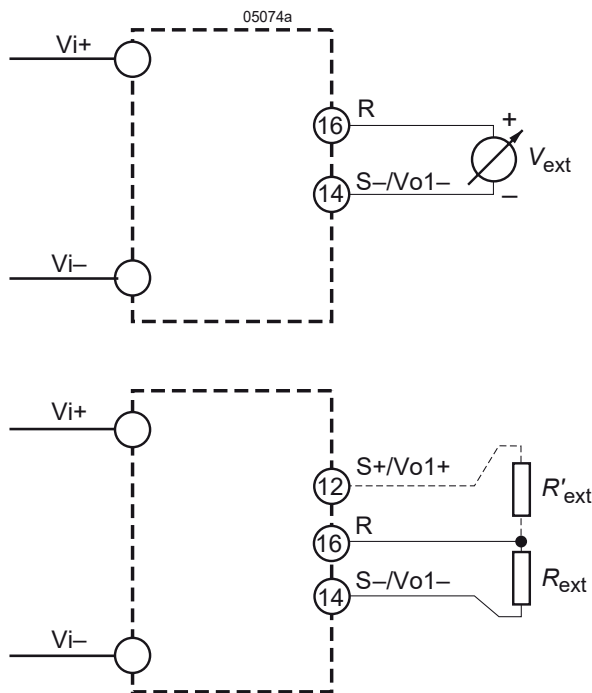 05074a
Vi+
16
R
+
Vext
14
S–/Vo1–
–
Vi–
Vi+
S+/Vo1+
12
R'ext
R
16
S–/Vo1–
Rext
14
Vi–